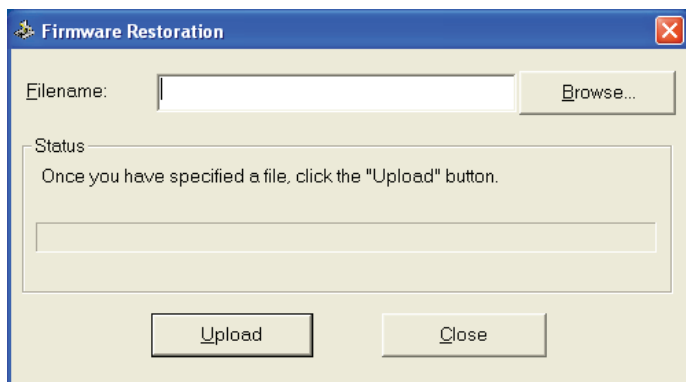 Firmware Restoration
Filename:
Browse...
Status
Once you have specified a file, click the "Upload" button.
Upload
Close